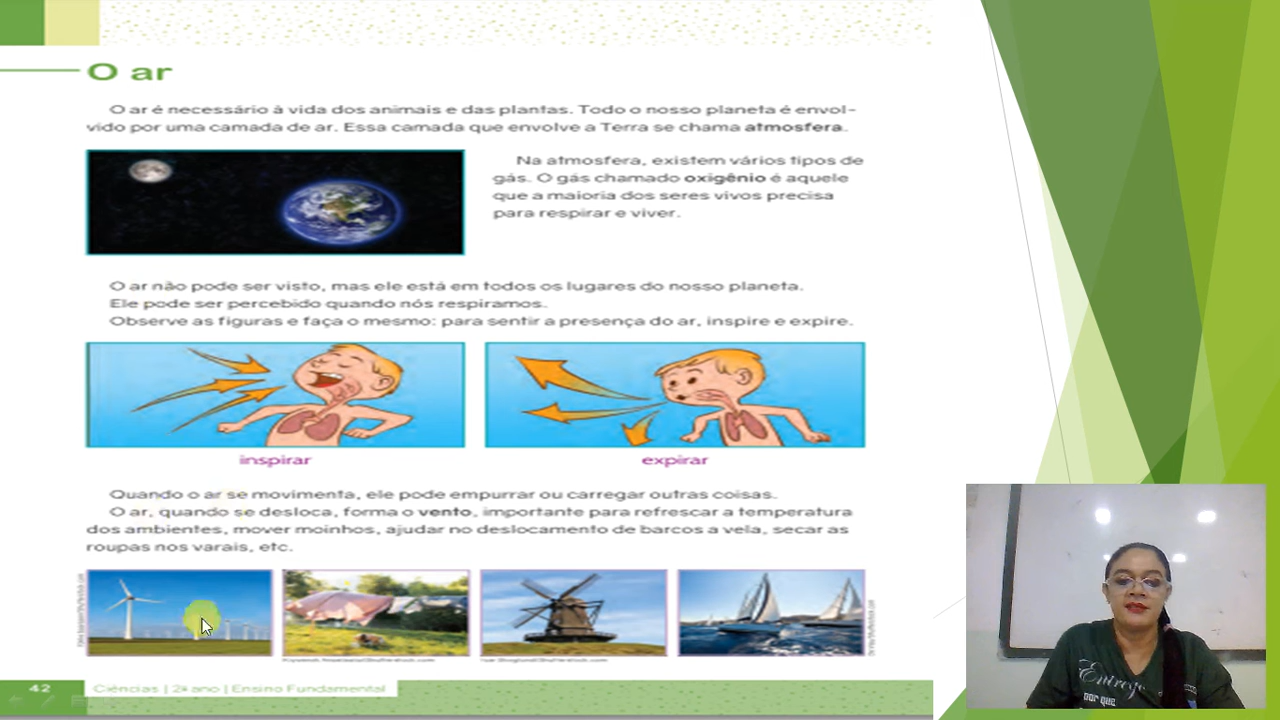 O ar
O ar é necessário à vida dos animais e das plantas. Todo o nosso planeta é envol-
vido por uma camada de ar. Essa camada que envolve a Terra se chama atmosfera.
Na atmosfera, existem vários tipos de
gás. O gás chamado oxigênio é aquele
que a maioria dos seres vivos precisa
para respirar e viver.
O ar não pode ser visto, mas ele está em todos os lugares do nosso planeta.
Ele pode ser percebido quando nós respiramos.
Observe as figuras e faça o mesmo: para sentir a presença do ar, inspire e expire.
inspirar
expirar
Quando o ar se movimenta, ele pode empurrar ou carregar outras coisas.
O ar, quando se desloca, forma o vento, importante para refrescar a temperatura
dos ambientes, mover moinhos, ajudar no deslocamento de barcos a vela, secar as
roupas nos varais, etc.
42
Ciências | 2º ano | Ensino Fundamental
Entrego
por que